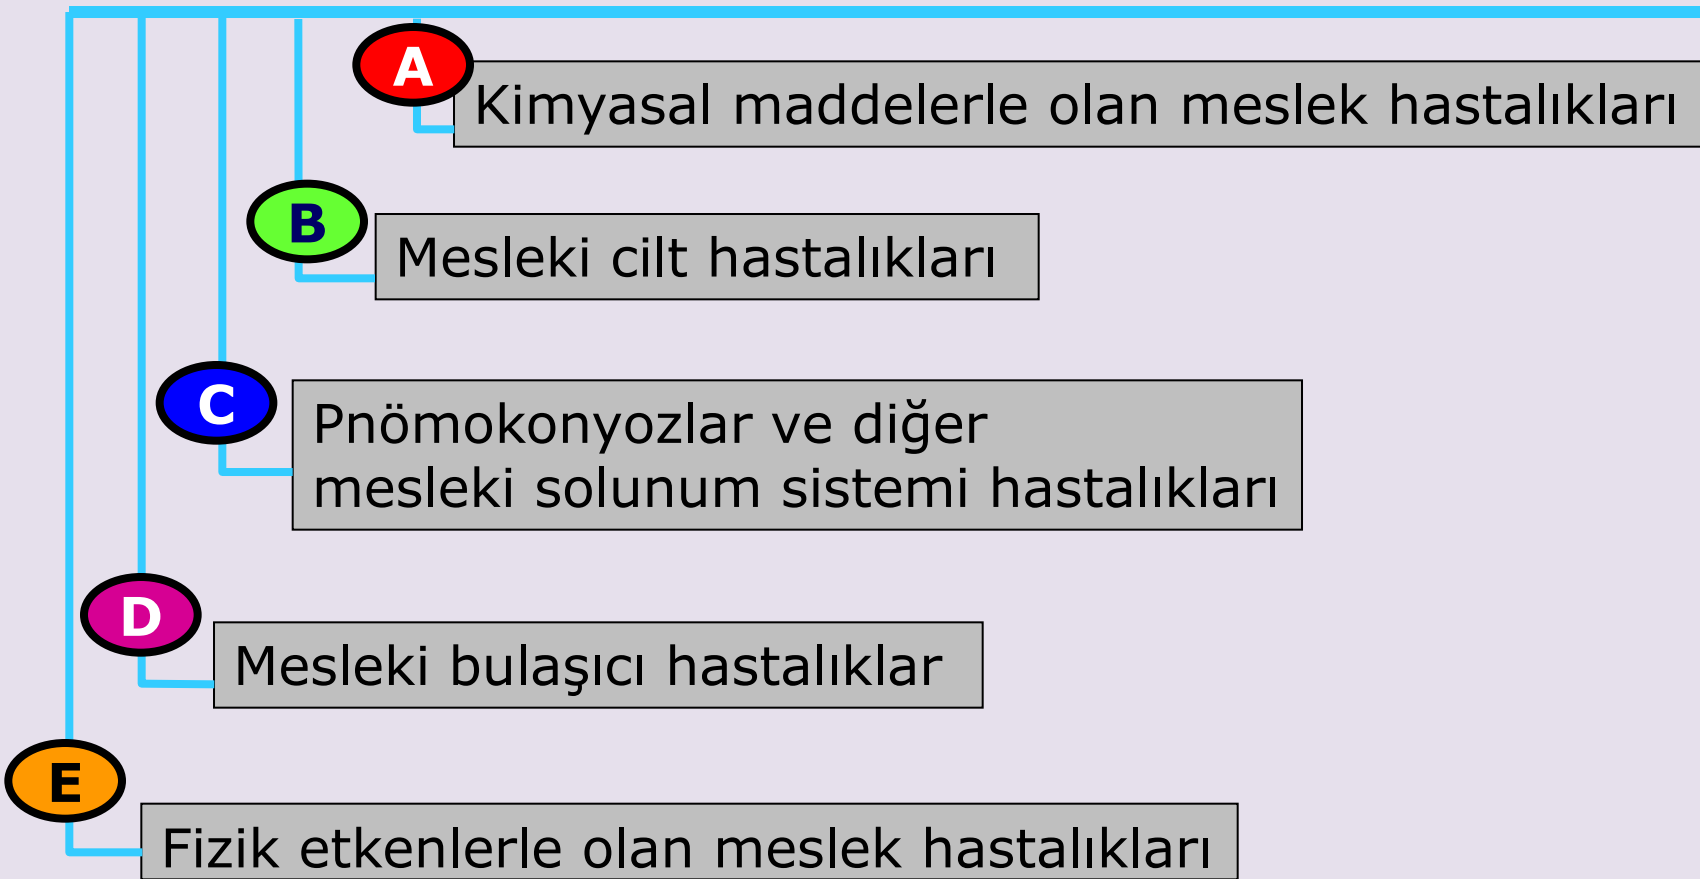 A
Kimyasal maddelerle olan meslek hastalıkları
B
Mesleki cilt hastalıkları
C
Pnömokonyozlar ve diğer
mesleki solunum sistemi hastalıkları
D
Mesleki bulaşıcı hastalıklar
E
Fizik etkenlerle olan meslek hastalıkları